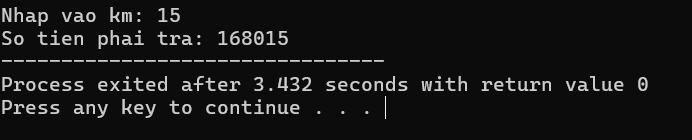 Nhap vao km: 15
So tien phai tra: 168015
--------------------------------
Process exited after 3.432 seconds with return value 0
Press any key to continue . . .